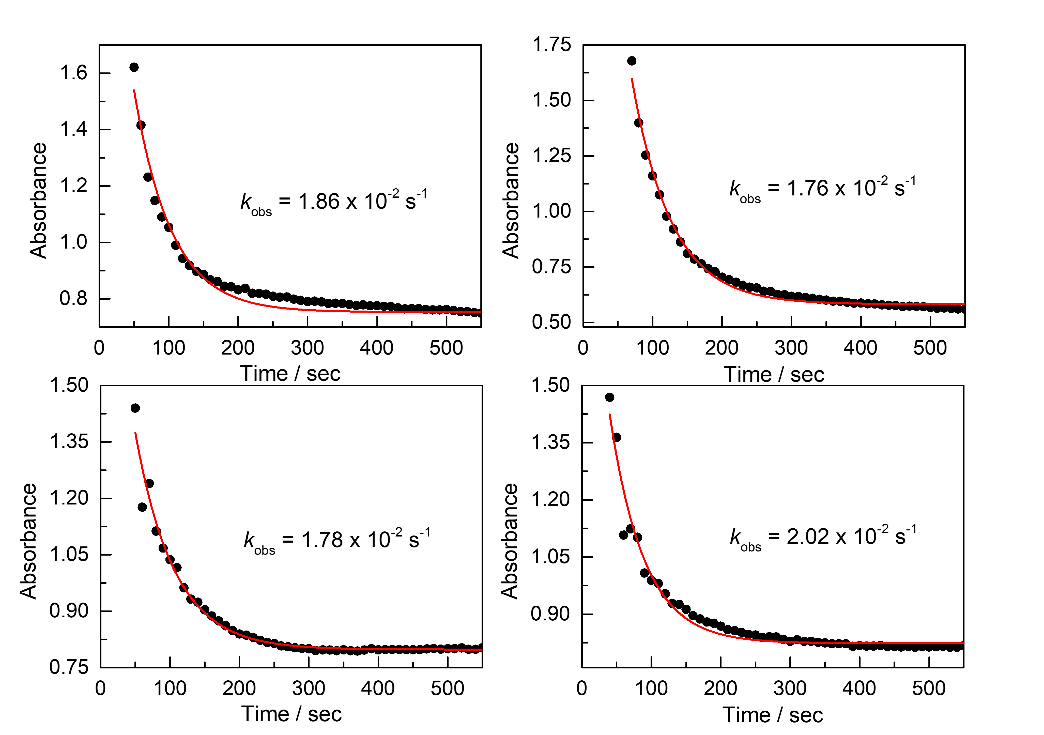 1.6
1.4
1.2
1.0
0.8
Absorbance
k_obs = 1.86 x 10^-2 s^-1
0 100 200 300 400 500
Time / sec
1.75
1.50
1.25
1.00
0.75
0.50
Absorbance
k_obs = 1.76 x 10^-2 s^-1
0 100 200 300 400 500
Time / sec
1.50
1.35
1.20
1.05
0.90
0.75
Absorbance
k_obs = 1.78 x 10^-2 s^-1
0 100 200 300 400 500
Time / sec
1.50
1.35
1.20
1.05
0.90
Absorbance
k_obs = 2.02 x 10^-2 s^-1
0 100 200 300 400 500
Time / sec